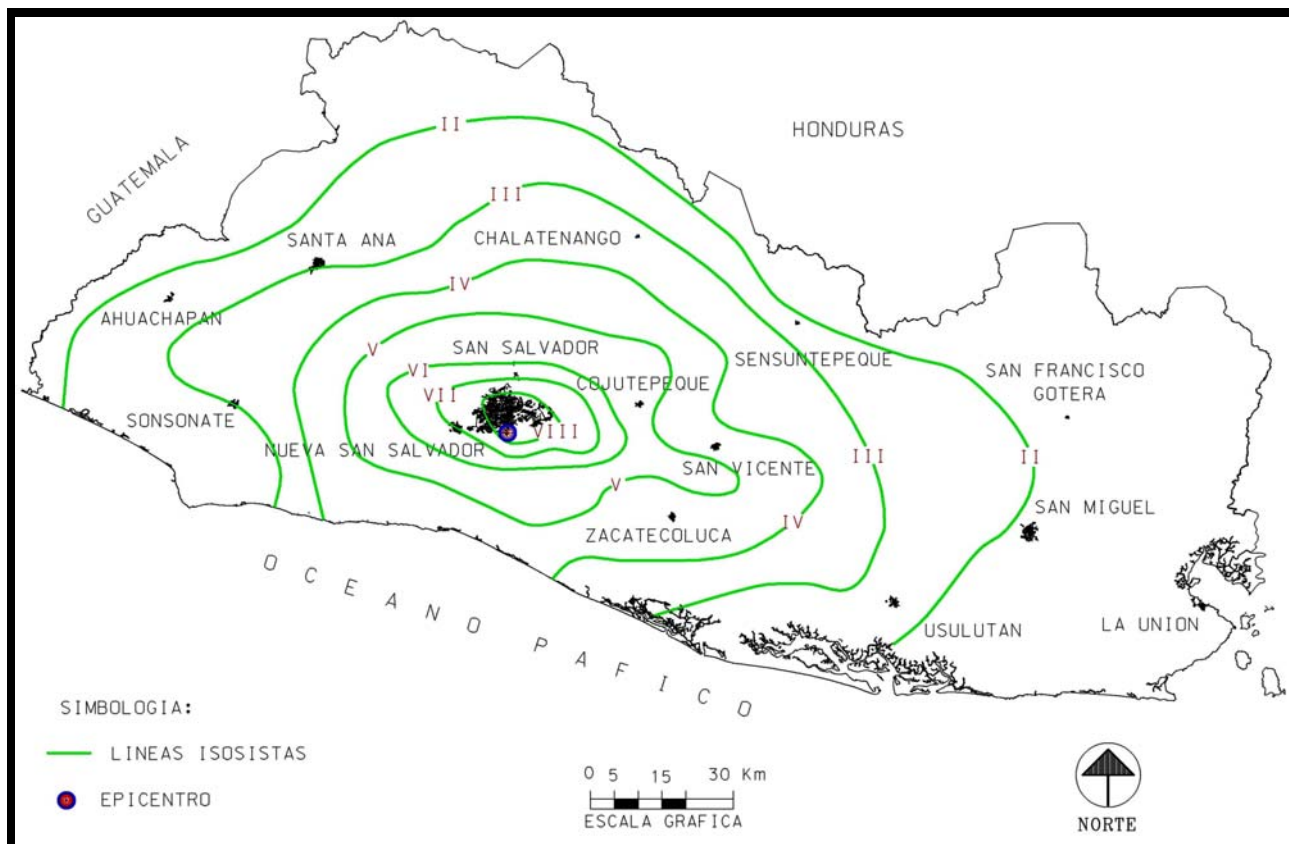 II
HONDURAS
GUATEMALA
III
SANTA ANA
CHALATENANGO
IV
AHUACHAPAN
V
SAN SALVADOR
SENSUNTEPEQUE
SAN FRANCISCO
GOTERA
VI
COJUTEPEQUE
VII
SONSONATE
VIII
NUEVA SAN SALVADOR
III
II
SAN VICENTE
V
SAN MIGUEL
IV
ZACATECOLUCA
USULUTAN
LA UNION
OCEANO PAFICO
SIMBOLOGIA:
LINEAS ISOSISTAS
EPICENTRO
0 5 15 30 Km
ESCALA GRAFICA
NORTE